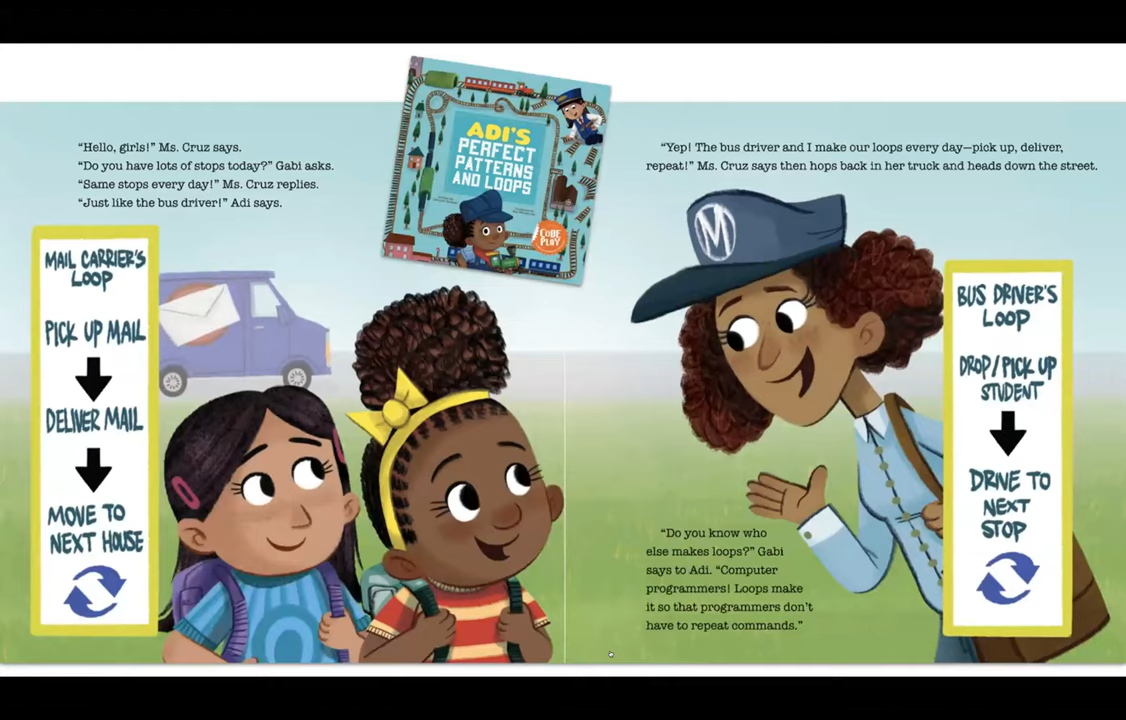 “Hello, girls!” Ms. Cruz says.
“Do you have lots of stops today?” Gabi asks.
“Same stops every day!” Ms. Cruz replies.
“Just like the bus driver!” Adi says.
MAIL CARRIER'S
LOOP
PICK UP MAIL
DELIVER MAIL
MOVE TO
NEXT HOUSE
ADI'S
PERFECT
PATTERNS
AND LOOPS
CODE
PLAY
“Yep! The bus driver and I make our loops every day—pick up, deliver,
repeat!” Ms. Cruz says then hops back in her truck and heads down the street.
M
“Do you know who
else makes loops?” Gabi
says to Adi. “Computer
programmers! Loops make
it so that programmers don’t
have to repeat commands.”
BUS DRIVER'S
LOOP
DROP/PICK UP
STUDENT
DRIVE TO
NEXT
STOP